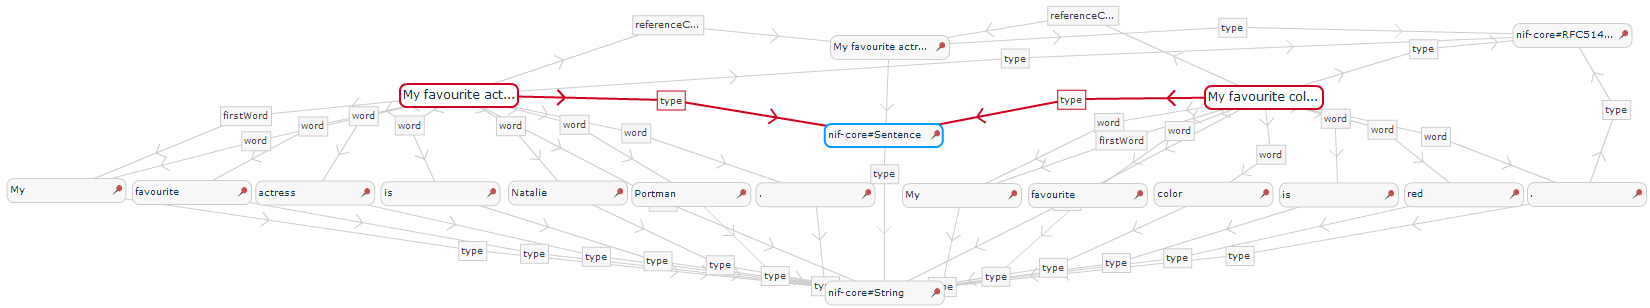 referenceC...
referenceC...
type
My favourite actr...
nif-core#RFC514...
type
type
My favourite act...
type
type
My favourite col...
type
firstWord
word
word
word
word
word
word
nif-core#Sentence
word
firstWord
word
word
word
word
word
type
My
favourite
actress
is
Natalie
Portman
.
My
favourite
color
is
red
.
type
type
type
type
type
type
type
nif-core#String
type
type
type
type
type